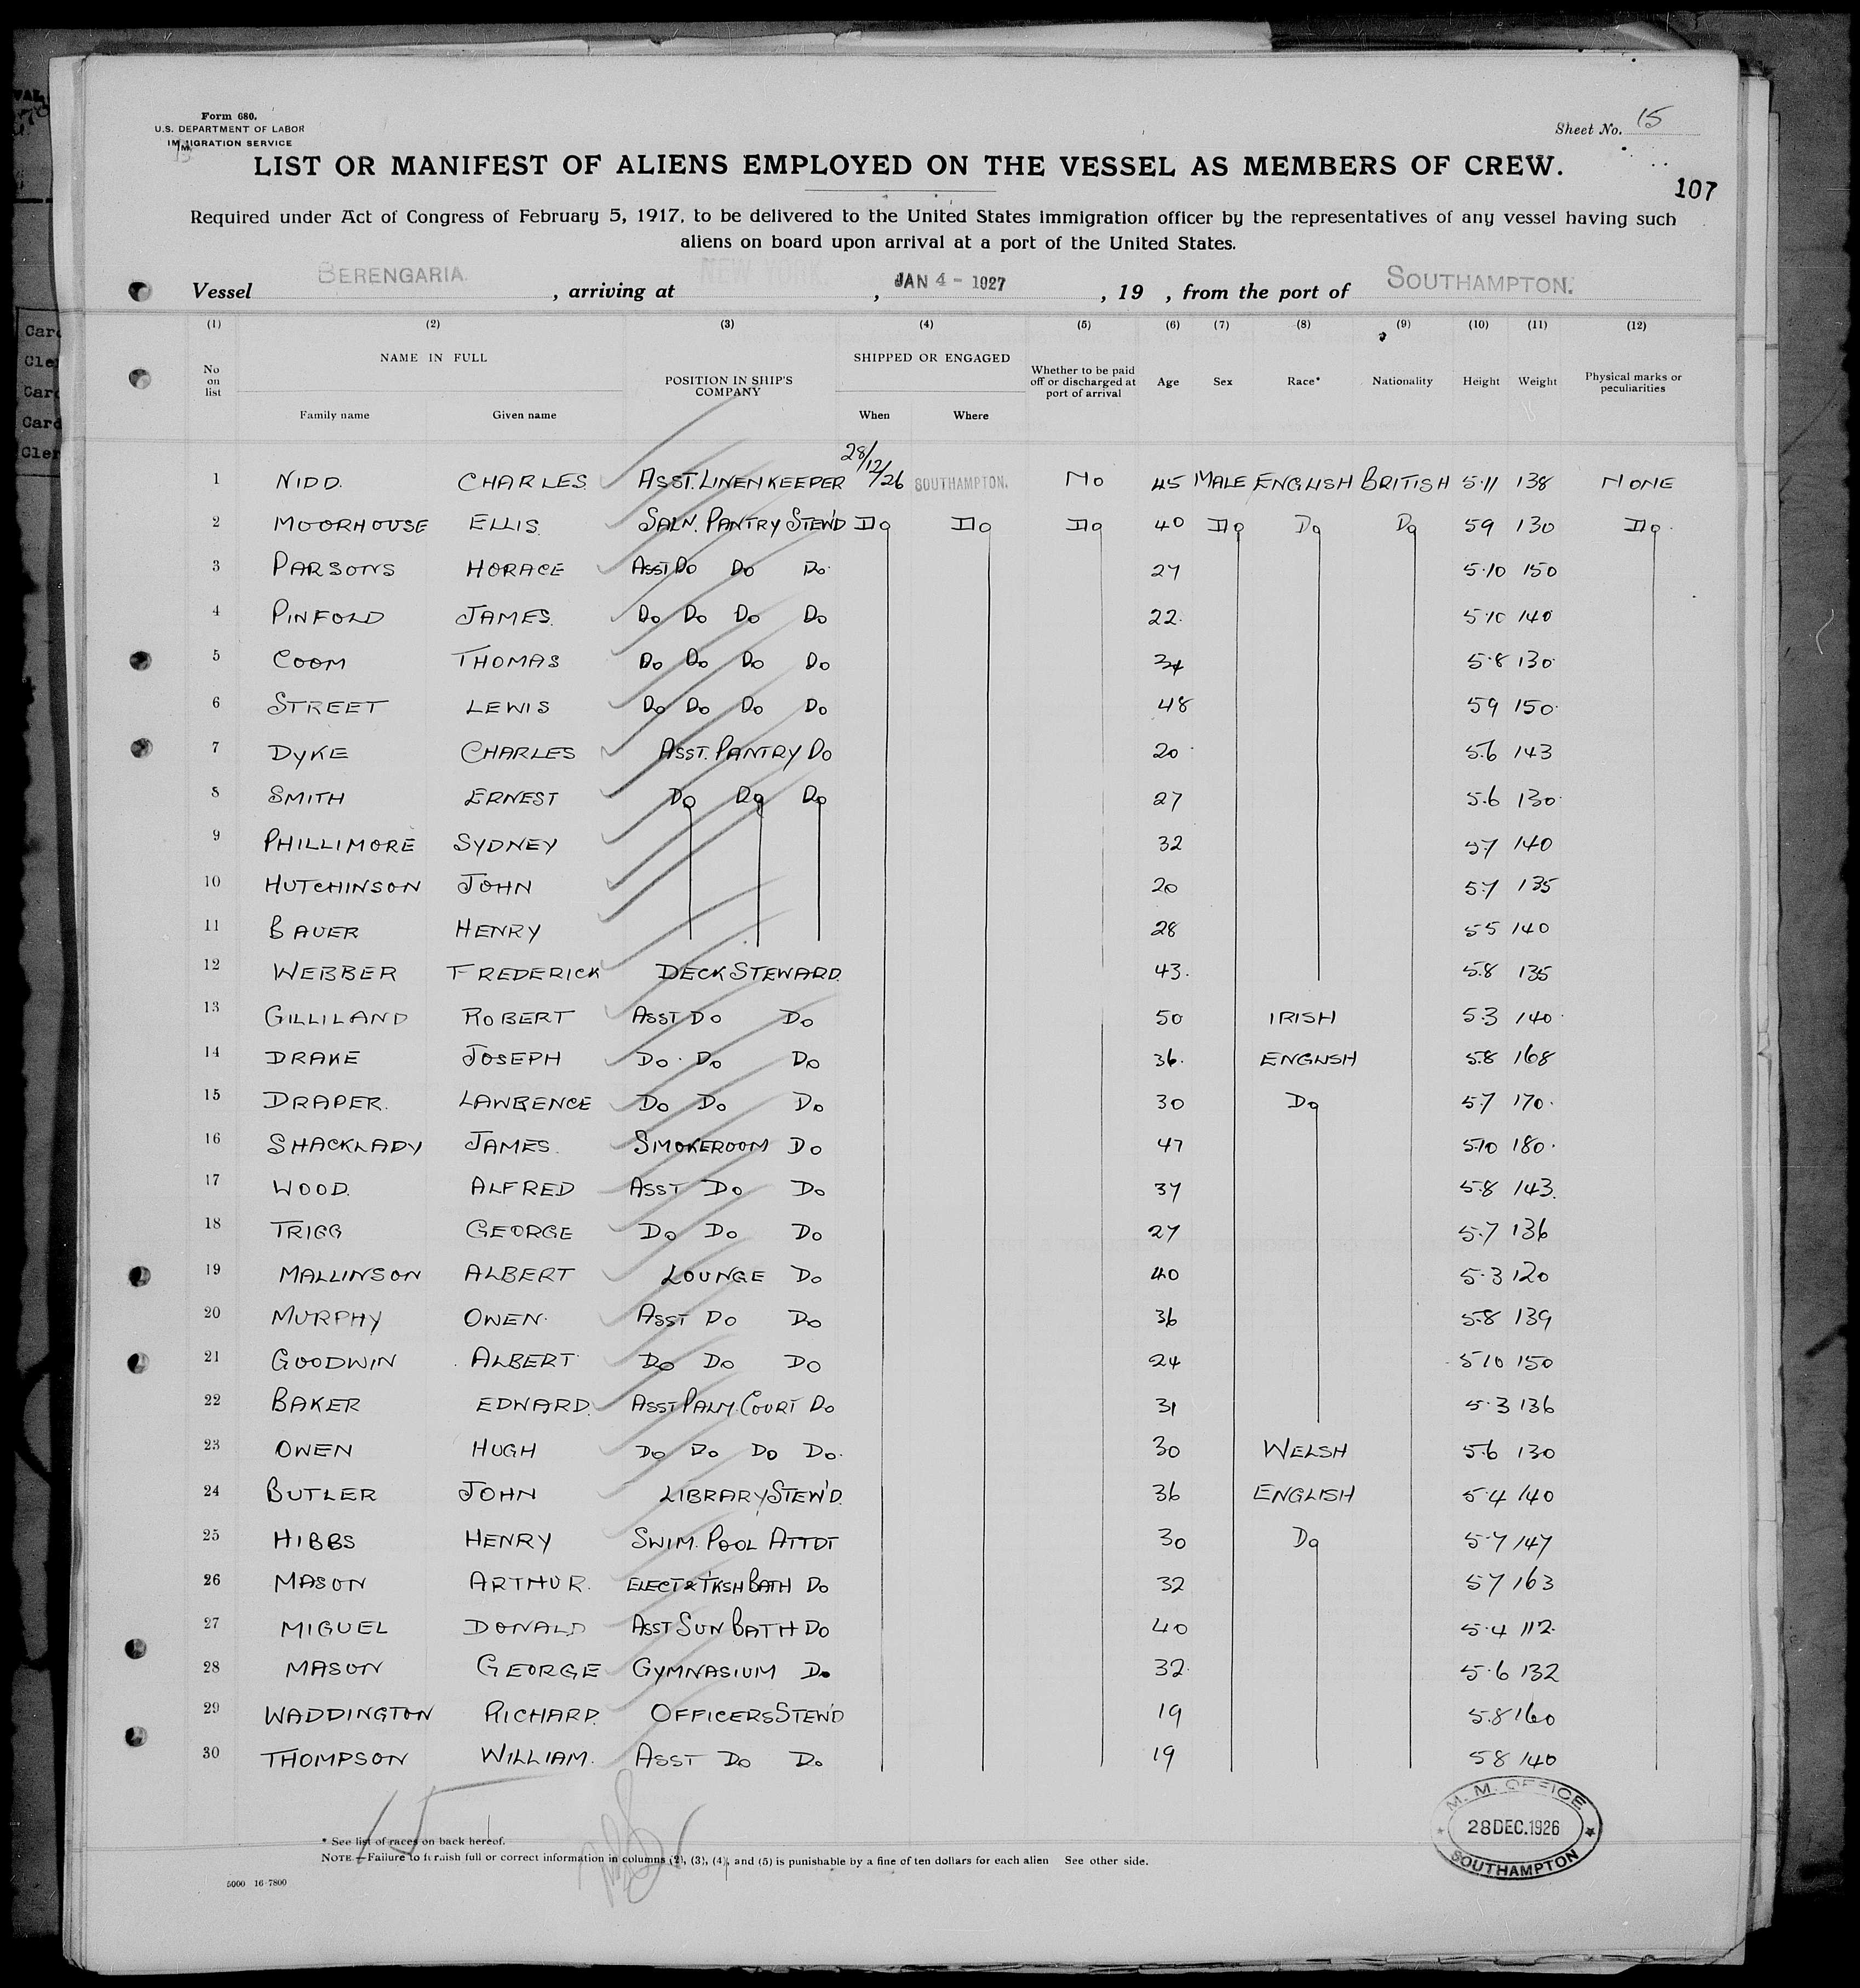 Form 680.
U.S. DEPARTMENT OF LABOR
IMMIGRATION SERVICE
Sheet No. 15
LIST OR MANIFEST OF ALIENS EMPLOYED ON THE VESSEL AS MEMBERS OF CREW.
107
Required under Act of Congress of February 5, 1917, to be delivered to the United States immigration officer by the representatives of any vessel having such
aliens on board upon arrival at a port of the United States.
Vessel BERENGARIA. , arriving at NEW YORK. , JAN 4 - 1927 , 19 , from the port of SOUTHAMPTON.
(1) (2) (3) (4) (5) (6) (7) (8) (9) (10) (11) (12)
No on list NAME IN FULL Family name Given name POSITION IN SHIP'S COMPANY SHIPPED OR ENGAGED When Where Whether to be paid off or discharged at port of arrival Age Sex Race* Nationality Height Weight Physical marks or peculiarities
1 NIDD. CHARLES ASST. LINEN KEEPER 28/12/26 SOUTHAMPTON. NO 45 MALE ENGLISH BRITISH 5·11 138 NONE
2 MOORHOUSE ELLIS. SALN. PANTRY STEW'D Do Do Do 40 Do Do Do 59 130 Do.
3 PARSONS HORACE ASST Do Do Do 27 5·10 150
4 PINFOLD JAMES. Do Do Do Do 22. 5·10 140
5 COOM THOMAS Do Do Do Do 34 5·8 130
6 STREET LEWIS Do Do Do Do 48 59 150
7 DYKE CHARLES ASST. PANTRY Do 20 5.6 143
8 SMITH ERNEST Do Do Do 27 5.6 130
9 PHILLIMORE SYDNEY 32 5.7 140
10 HUTCHINSON JOHN 20 5.7 135
11 BAUER HENRY 28 55 140
12 WEBBER FREDERICK DECK STEWARD. 43. 5.8 135
13 GILLILAND ROBERT ASST Do Do 50 IRISH 5.3 140
14 DRAKE JOSEPH Do Do Do 36. ENGLISH 5.8 168
15 DRAPER. LAWRENCE Do Do Do 30 Do 5.7 170.
16 SHACKLADY JAMES. SMOKEROOM Do 47 5.10 180.
17 WOOD. ALFRED ASST Do Do 37 5.8 143.
18 TRIGG GEORGE Do Do Do 27 5.7 136
19 MALLINSON ALBERT LOUNGE Do 40 5·3 120
20 MURPHY OWEN. ASST Do Do 36 5.8 139
21 GOODWIN ALBERT Do Do Do 24 5 10 150
22 BAKER EDWARD. ASST PALM. COURT Do 31 5·3 136
23 OWEN HUGH Do Do Do Do. 30 WELSH 5.6 130
24 BUTLER JOHN LIBRARY STEW'D. 36 ENGLISH 5·4 140
25 HIBBS HENRY SWIM. POOL ATTDT 30 Do 5·7 147
26 MASON ARTHUR. ELECT & T'KSH BATH Do 32 57 163
27 MIGUEL DONALD ASST SUN BATH Do 40 5·4 112.
28 MASON GEORGE GYMNASIUM Do 32. 5·6 132
29 WADDINGTON RICHARD. OFFICERS STEW'D 19 5.8 160
30 THOMPSON WILLIAM. ASST Do Do 19 58 140
15
* See list of races on back hereof.
NOTE.—Failure to furnish full or correct information in columns (2), (3), (4), and (5) is punishable by a fine of ten dollars for each alien See other side.
5000 16-7800
M. M. OFFICE
28 DEC. 1926
SOUTHAMPTON